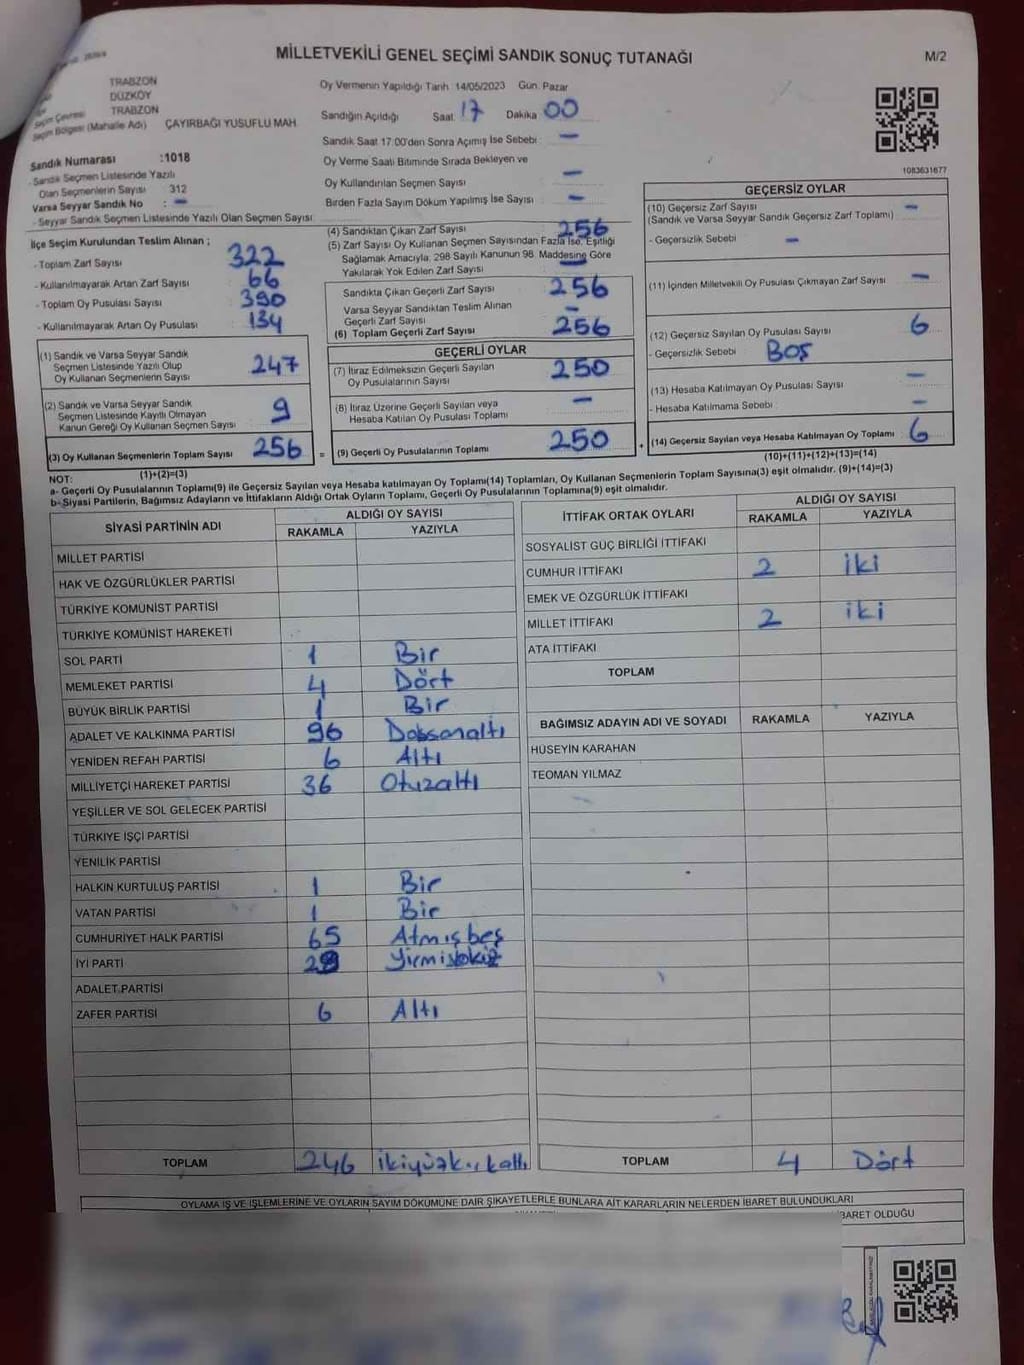 MİLLETVEKİLİ GENEL SEÇİMİ SANDIK SONUÇ TUTANAĞI
M/2
TRABZON
DÜZKÖY
Seçim Çevresi TRABZON
Seçim Bölgesi (Mahalle Adı) ÇAYIRBAĞI YUSUFLU MAH.
Sandık Numarası :1018
- Sandık Seçmen Listesinde Yazılı
Olan Seçmenlerin Sayısı 312
Varsa Seyyar Sandık No : –
- Seyyar Sandık Seçmen Listesinde Yazılı Olan Seçmen Sayısı:
Oy Vermenin Yapıldığı Tarih 14/05/2023 Gün. Pazar
Sandığın Açıldığı Saat. 17 Dakika 00
Sandık Saat 17:00'den Sonra Açmış İse Sebebi –
Oy Verme Saati Bitiminde Sırada Bekleyen ve
Oy Kullandırılan Seçmen Sayısı –
Birden Fazla Sayım Döküm Yapılmış İse Sayısı –
1083631677
İlçe Seçim Kurulundan Teslim Alınan ;
- Toplam Zarf Sayısı 322
- Kullanılmayarak Artan Zarf Sayısı 66
- Toplam Oy Pusulası Sayısı 390
- Kullanılmayarak Artan Oy Pusulası 134
(4) Sandıktan Çıkan Zarf Sayısı 256
(5) Zarf Sayısı Oy Kullanan Seçmen Sayısından Fazla İse, Eşitliği
Sağlamak Amacıyla, 298 Sayılı Kanunun 98. Maddesine Göre
Yakılarak Yok Edilen Zarf Sayısı –
Sandıkta Çıkan Geçerli Zarf Sayısı 256
Varsa Seyyar Sandıktan Teslim Alınan
Geçerli Zarf Sayısı –
(6) Toplam Geçerli Zarf Sayısı 256
GEÇERSİZ OYLAR
(10) Geçersiz Zarf Sayısı –
(Sandık ve Varsa Seyyar Sandık Geçersiz Zarf Toplamı)
- Geçersizlik Sebebi –
(11) İçinden Milletvekili Oy Pusulası Çıkmayan Zarf Sayısı –
(12) Geçersiz Sayılan Oy Pusulası Sayısı 6
- Geçersizlik Sebebi BOŞ
(13) Hesaba Katılmayan Oy Pusulası Sayısı –
- Hesaba Katılmama Sebebi –
(14) Geçersiz Sayılan veya Hesaba Katılmayan Oy Toplamı 6
(10)+(11)+(12)+(13)=(14)
(1) Sandık ve Varsa Seyyar Sandık
Seçmen Listesinde Yazılı Olup
Oy Kullanan Seçmenlerin Sayısı 247
(2) Sandık ve Varsa Seyyar Sandık
Seçmen Listesinde Kayıtlı Olmayan
Kanun Gereği Oy Kullanan Seçmen Sayısı 9
(3) Oy Kullanan Seçmenlerin Toplam Sayısı 256 =
(1)+(2)=(3)
GEÇERLİ OYLAR
(7) İtiraz Edilmeksizin Geçerli Sayılan
Oy Pusulalarının Sayısı 250
(8) İtiraz Üzerine Geçerli Sayılan veya
Hesaba Katılan Oy Pusulası Toplamı –
(9) Geçerli Oy Pusulalarının Toplamı 250 +
NOT:
a- Geçerli Oy Pusulalarının Toplamı(9) ile Geçersiz Sayılan veya Hesaba katılmayan Oy Toplamı(14) Toplamları, Oy Kullanan Seçmenlerin Toplam Sayısına(3) eşit olmalıdır. (9)+(14)=(3)
b- Siyasi Partilerin, Bağımsız Adayların ve İttifakların Aldığı Ortak Oyların Toplamı, Geçerli Oy Pusulalarının Toplamına(9) eşit olmalıdır.
SİYASİ PARTİNİN ADI ALDIĞI OY SAYISI
RAKAMLA YAZIYLA
MİLLET PARTİSİ
HAK VE ÖZGÜRLÜKLER PARTİSİ
TÜRKİYE KOMÜNİST PARTİSİ
TÜRKİYE KOMÜNİST HAREKETİ
SOL PARTİ 1 Bir
MEMLEKET PARTİSİ 4 Dört
BÜYÜK BİRLİK PARTİSİ 1 Bir
ADALET VE KALKINMA PARTİSİ 96 Doksanaltı
YENİDEN REFAH PARTİSİ 6 Altı
MİLLİYETÇİ HAREKET PARTİSİ 36 Otuzaltı
YEŞİLLER VE SOL GELECEK PARTİSİ
TÜRKİYE İŞÇİ PARTİSİ
YENİLİK PARTİSİ
HALKIN KURTULUŞ PARTİSİ 1 Bir
VATAN PARTİSİ 1 Bir
CUMHURİYET HALK PARTİSİ 65 Atmışbeş
İYİ PARTİ 28 Yirmisekiz
ADALET PARTİSİ
ZAFER PARTİSİ 6 Altı
TOPLAM 246 ikiyüzkırkaltı
İTTİFAK ORTAK OYLARI ALDIĞI OY SAYISI
RAKAMLA YAZIYLA
SOSYALİST GÜÇ BİRLİĞİ İTTİFAKI
CUMHUR İTTİFAKI 2 iki
EMEK VE ÖZGÜRLÜK İTTİFAKI
MİLLET İTTİFAKI 2 iki
ATA İTTİFAKI
TOPLAM
BAĞIMSIZ ADAYIN ADI VE SOYADI RAKAMLA YAZIYLA
HÜSEYİN KARAHAN
TEOMAN YILMAZ
TOPLAM 4 Dört
OYLAMA İŞ VE İŞLEMLERİNE VE OYLARIN SAYIM DÖKÜMÜNE DAİR ŞİKAYETLERLE BUNLARA AİT KARARLARIN NELERDEN İBARET BULUNDUKLARI
BARET OLDUĞU